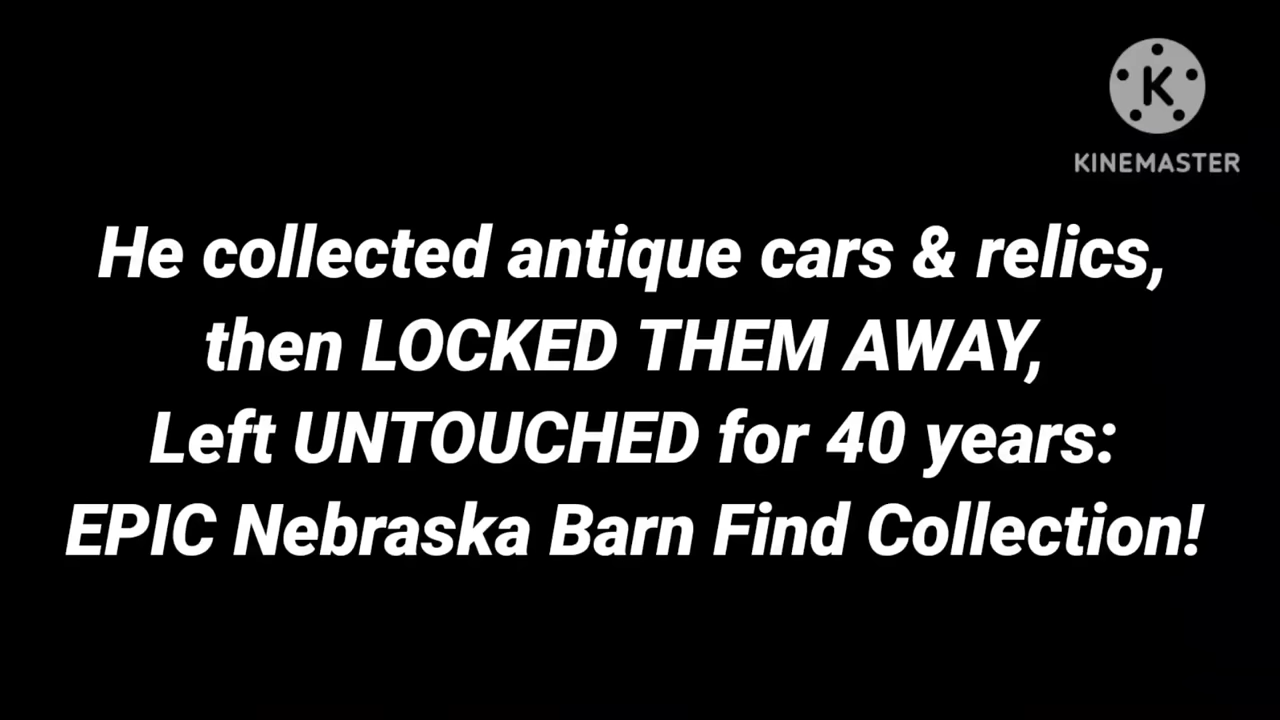 K
KINEMASTER
He collected antique cars & relics,
then LOCKED THEM AWAY,
Left UNTOUCHED for 40 years:
EPIC Nebraska Barn Find Collection!